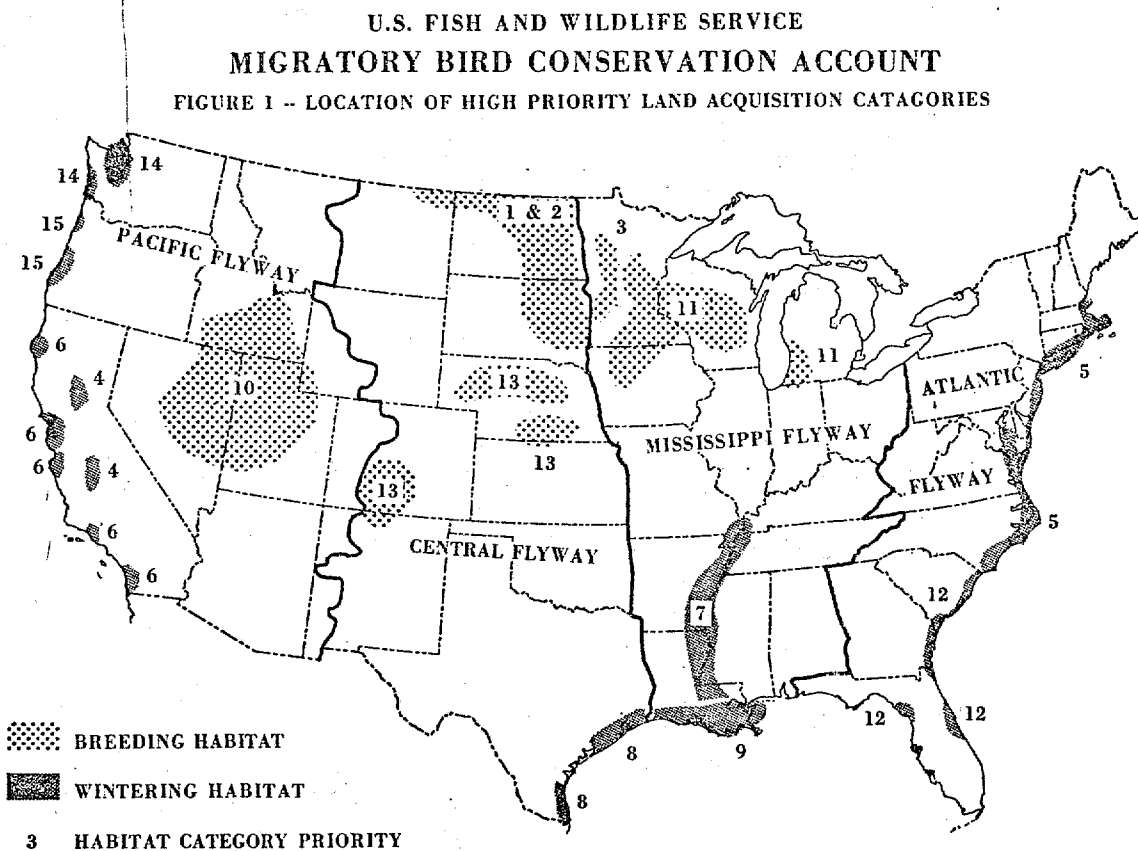 U.S. FISH AND WILDLIFE SERVICE
MIGRATORY BIRD CONSERVATION ACCOUNT
FIGURE 1 -- LOCATION OF HIGH PRIORITY LAND ACQUISITION CATAGORIES
14
14
1 & 2
3
15
PACIFIC FLYWAY
15
11
6
11
10
4
13
5
ATLANTIC
6
MISSISSIPPI FLYWAY
6
4
13
FLYWAY
13
5
6
CENTRAL FLYWAY
6
12
7
12
12
8
9
BREEDING HABITAT
WINTERING HABITAT
8
3 HABITAT CATEGORY PRIORITY